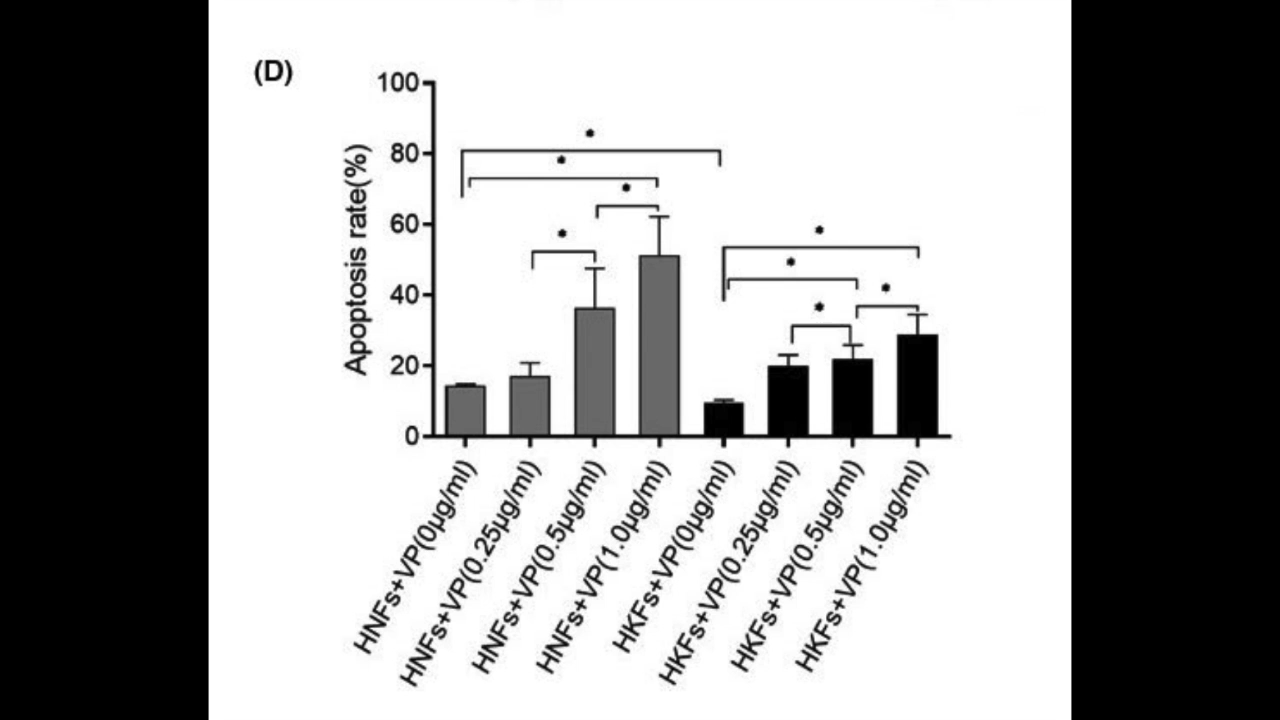 (D)
Apoptosis rate(%)
100
80
60
40
20
0
*
*
*
*
*
*
*
*
HNFs+VP(0μg/ml)
HNFs+VP(0.25μg/ml)
HNFs+VP(0.5μg/ml)
HNFs+VP(1.0μg/ml)
HKFs+VP(0μg/ml)
HKFs+VP(0.25μg/ml)
HKFs+VP(0.5μg/ml)
HKFs+VP(1.0μg/ml)